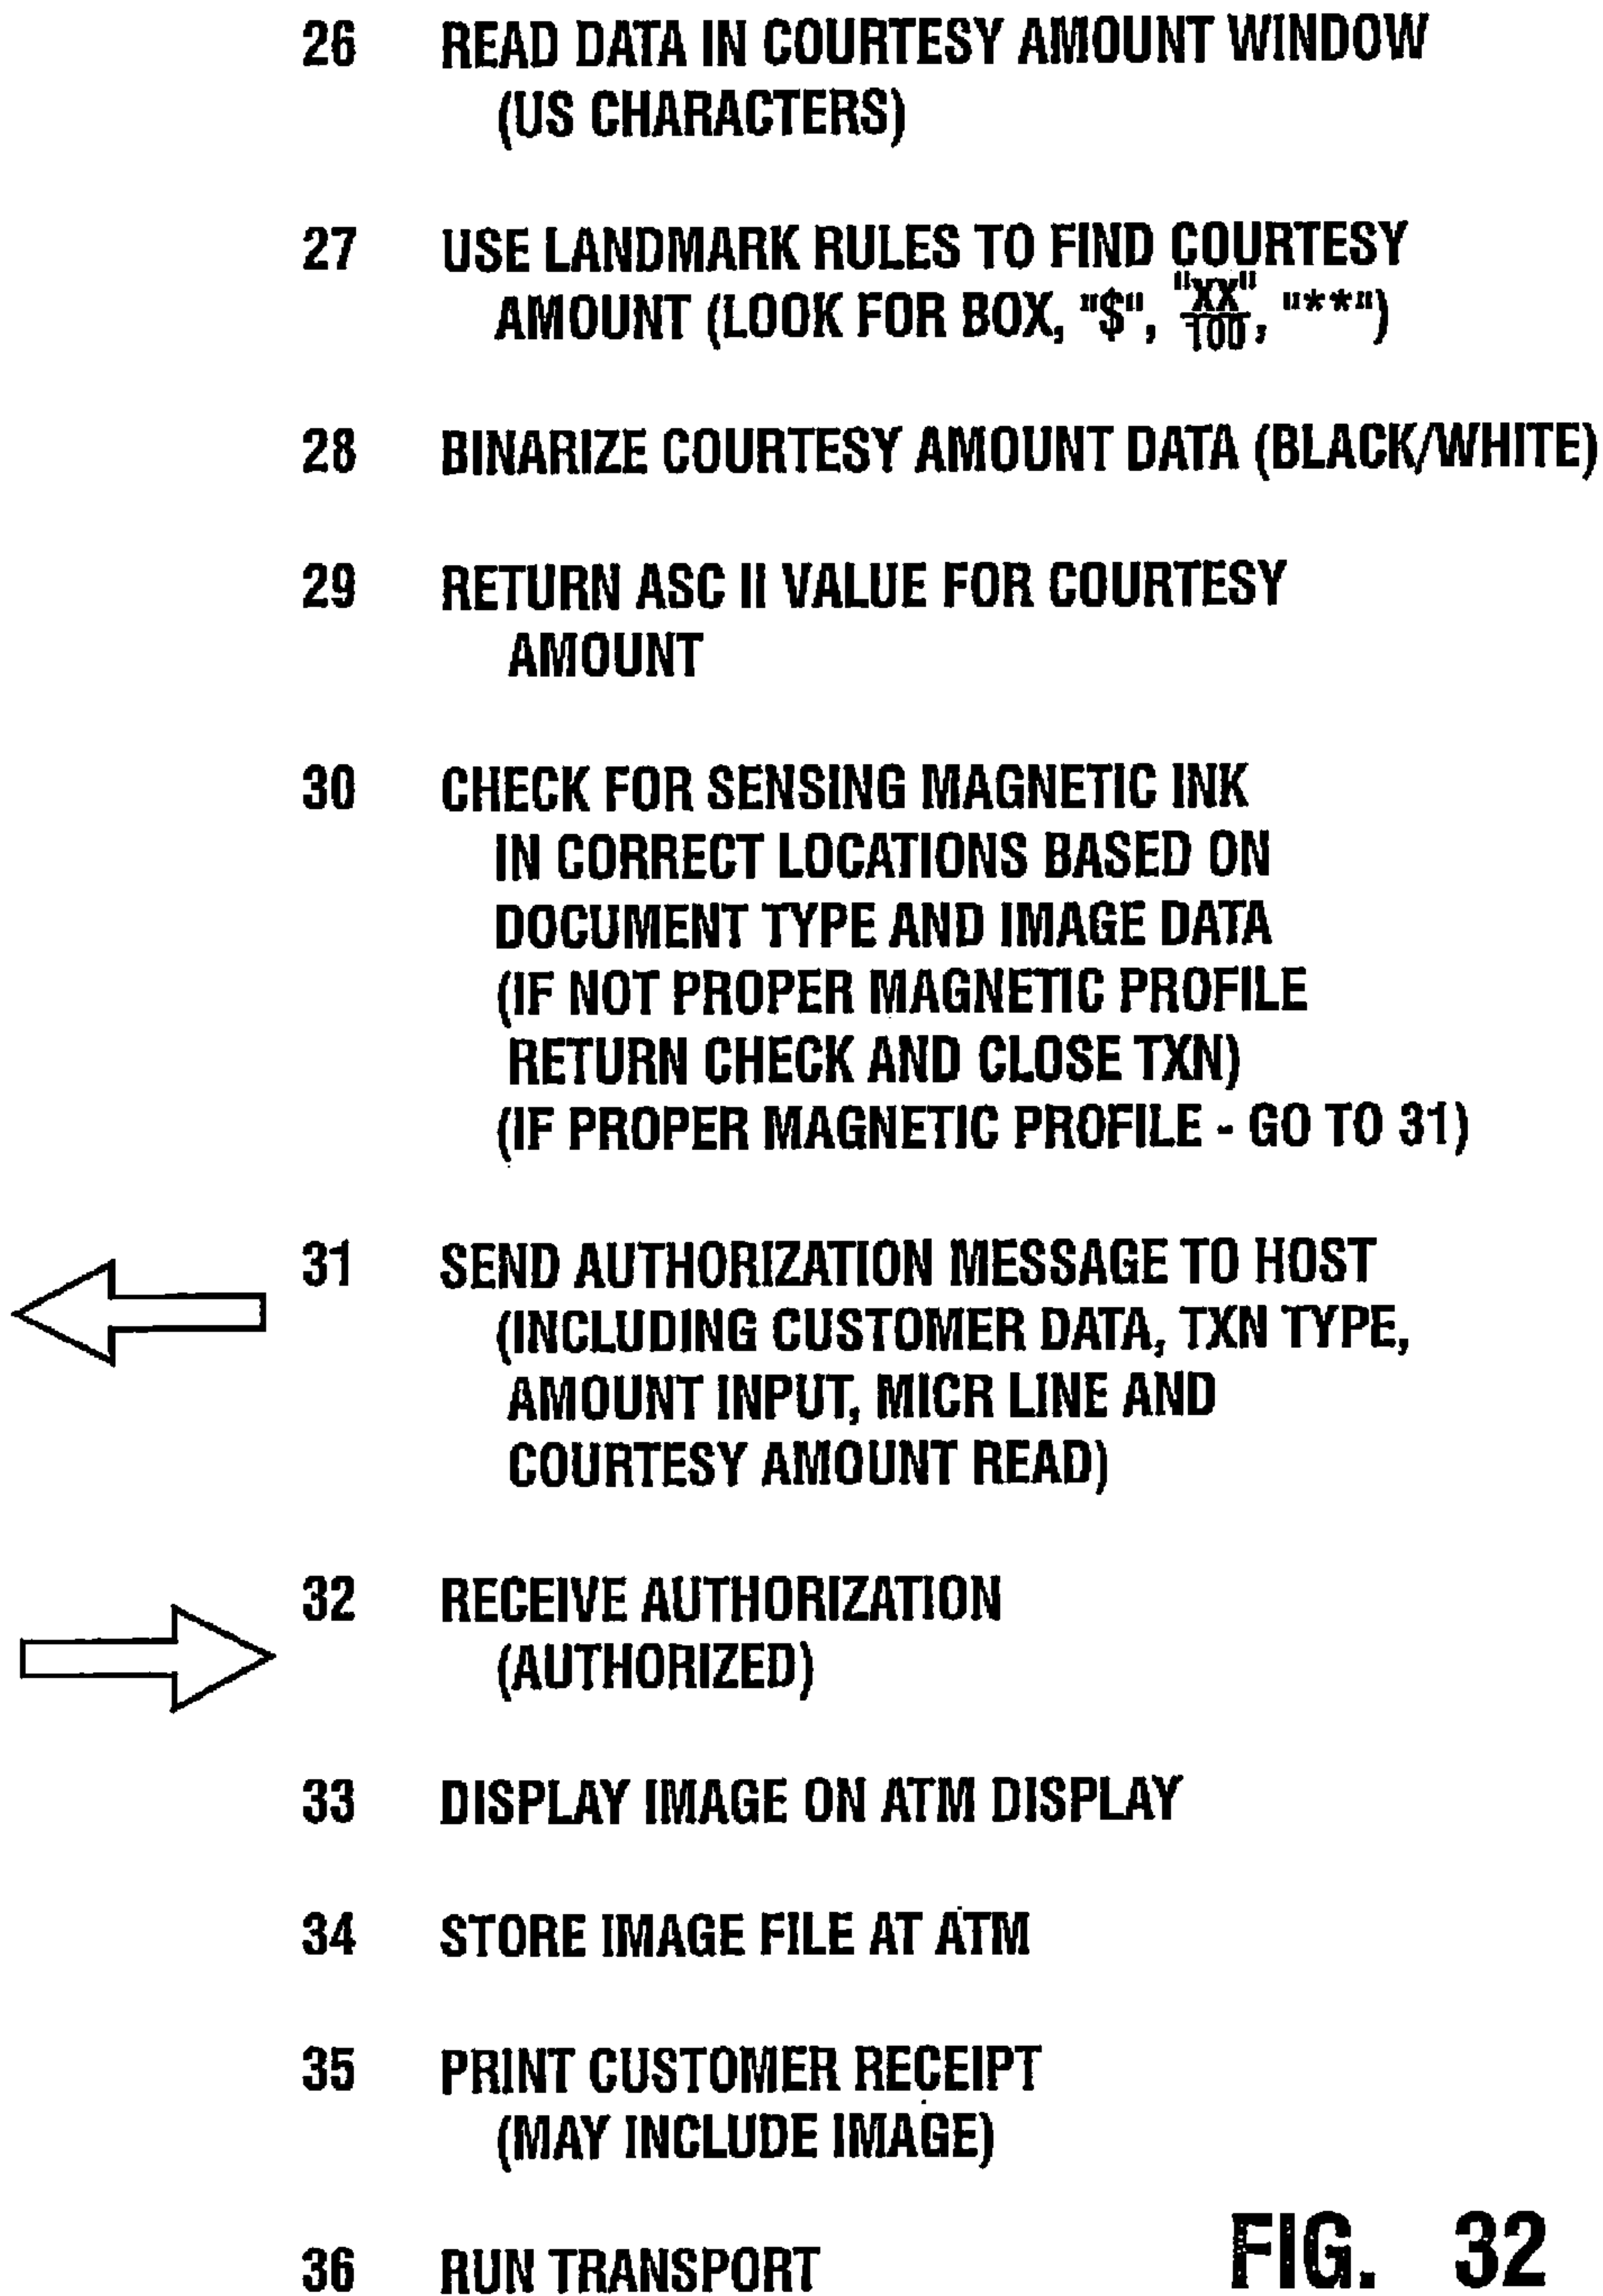 26 READ DATA IN COURTESY AMOUNT WINDOW
(US CHARACTERS)
27 USE LANDMARK RULES TO FIND COURTESY
AMOUNT (LOOK FOR BOX, "$", "XX"/100, "**")
28 BINARIZE COURTESY AMOUNT DATA (BLACK/WHITE)
29 RETURN ASC II VALUE FOR COURTESY
AMOUNT
30 CHECK FOR SENSING MAGNETIC INK
IN CORRECT LOCATIONS BASED ON
DOCUMENT TYPE AND IMAGE DATA
(IF NOT PROPER MAGNETIC PROFILE
RETURN CHECK AND CLOSE TXN)
(IF PROPER MAGNETIC PROFILE - GO TO 31)
31 SEND AUTHORIZATION MESSAGE TO HOST
(INCLUDING CUSTOMER DATA, TXN TYPE,
AMOUNT INPUT, MICR LINE AND
COURTESY AMOUNT READ)
32 RECEIVE AUTHORIZATION
(AUTHORIZED)
33 DISPLAY IMAGE ON ATM DISPLAY
34 STORE IMAGE FILE AT ATM
35 PRINT CUSTOMER RECEIPT
(MAY INCLUDE IMAGE)
36 RUN TRANSPORT
FIG. 32